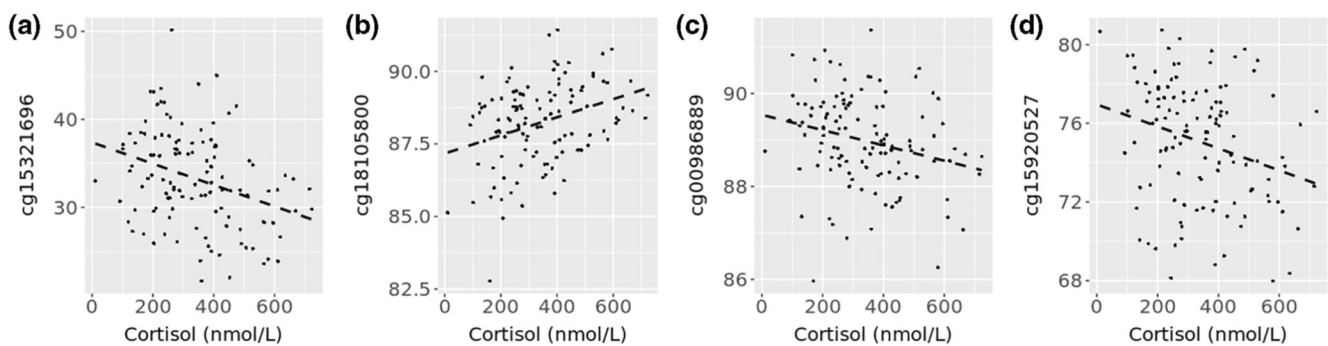 (a)
cg15321696
50
40
30
0 200 400 600
Cortisol (nmol/L)
(b)
cg18105800
90.0
87.5
85.0
82.5
0 200 400 600
Cortisol (nmol/L)
(c)
cg00986889
90
88
86
0 200 400 600
Cortisol (nmol/L)
(d)
cg15920527
80
76
72
68
0 200 400 600
Cortisol (nmol/L)